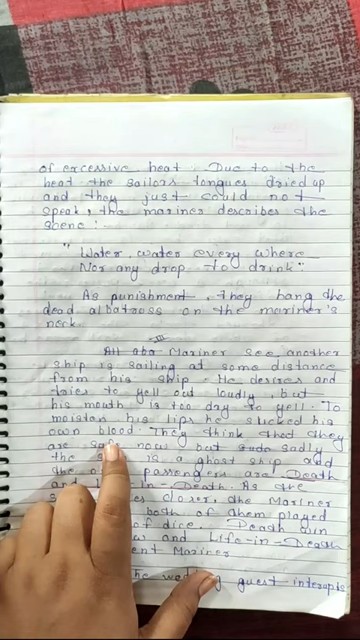 of excessive heat. Due to the
heat the sailors tongues dried up
and they just could not
speak, the mariner describes the
scene :-
"Water, water every where
Nor any drop to drink"
As punishment, they hang the
dead albatross on the mariner's
neck.
III
Mariner see another
ship is sailing at some distance
from his ship. He desires and
tries to yell out loudly, but
his mouth is too dry to yell. To
moistan his lips he sucked his
own blood. They think thed they
are safe now, but sadly
the is a ghost ship and
the passengers are Death
and in-Death. As the
closer, the Mariner
both of them played
of dice. Death win
and Life-in-Death
Mariner
the wedding guest interupts